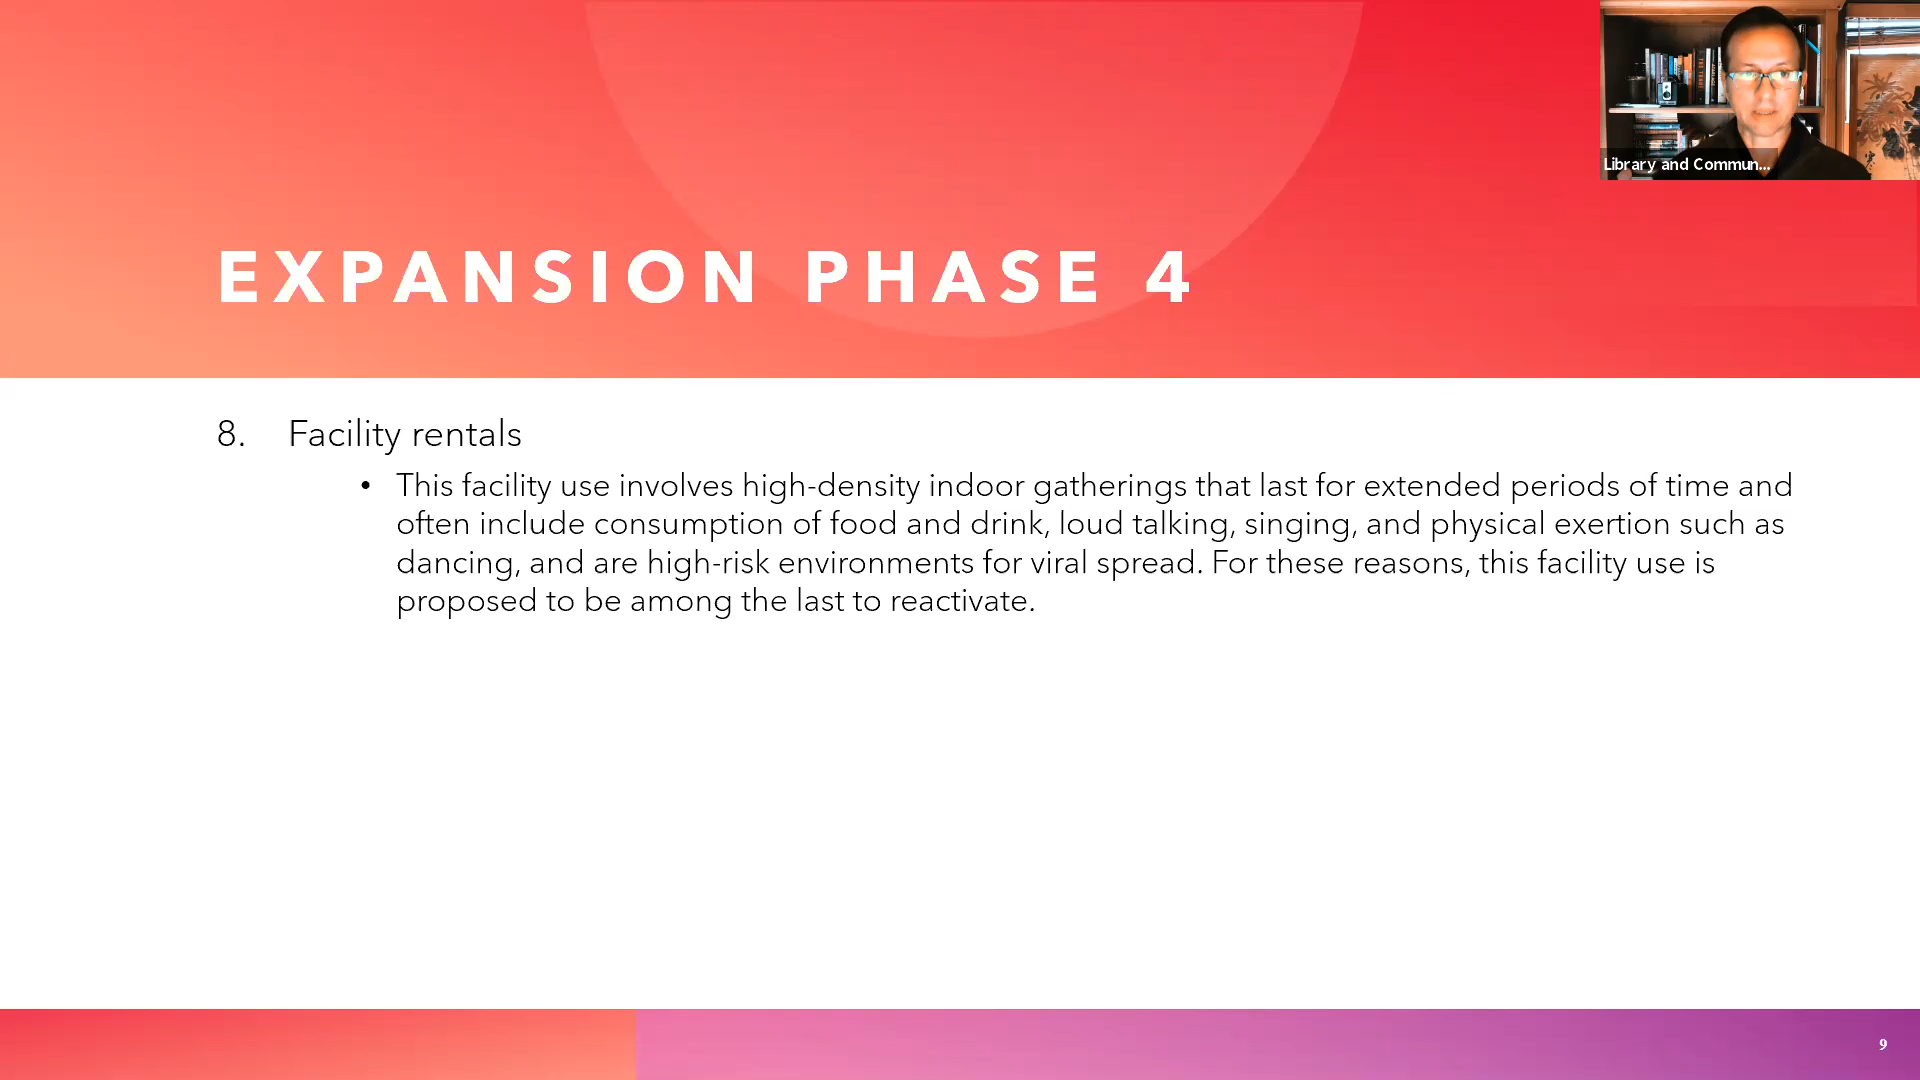 Library and Commun...
EXPANSION PHASE 4
8. Facility rentals
• This facility use involves high-density indoor gatherings that last for extended periods of time and
often include consumption of food and drink, loud talking, singing, and physical exertion such as
dancing, and are high-risk environments for viral spread. For these reasons, this facility use is
proposed to be among the last to reactivate.
9